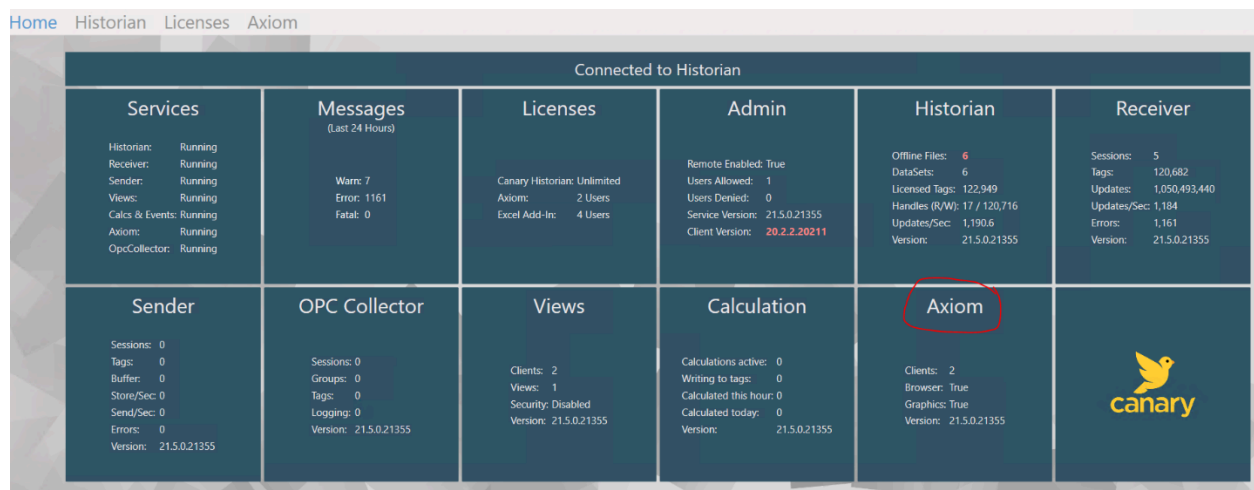 Home Historian Licenses Axiom
Connected to Historian
Services
Historian: Running
Receiver: Running
Sender: Running
Views: Running
Calcs & Events: Running
Axiom: Running
OpcCollector: Running
Messages
(Last 24 Hours)
Warn: 7
Error: 1161
Fatal: 0
Licenses
Canary Historian: Unlimited
Axiom: 2 Users
Excel Add-In: 4 Users
Admin
Remote Enabled: True
Users Allowed: 1
Users Denied: 0
Service Version: 21.5.0.21355
Client Version: 20.2.2.20211
Historian
Offline Files: 6
DataSets: 6
Licensed Tags: 122,949
Handles (R/W): 17 / 120,716
Updates/Sec: 1,190.6
Version: 21.5.0.21355
Receiver
Sessions: 5
Tags: 120,682
Updates: 1,050,493,440
Updates/Sec: 1,184
Errors: 1,161
Version: 21.5.0.21355
Sender
Sessions: 0
Tags: 0
Buffer: 0
Store/Sec: 0
Send/Sec: 0
Errors: 0
Version: 21.5.0.21355
OPC Collector
Sessions: 0
Groups: 0
Tags: 0
Logging: 0
Version: 21.5.0.21355
Views
Clients: 2
Views: 1
Security: Disabled
Version: 21.5.0.21355
Calculation
Calculations active: 0
Writing to tags: 0
Calculated this hour: 0
Calculated today: 0
Version: 21.5.0.21355
Axiom
Clients: 2
Browser: True
Graphics: True
Version: 21.5.0.21355
canary